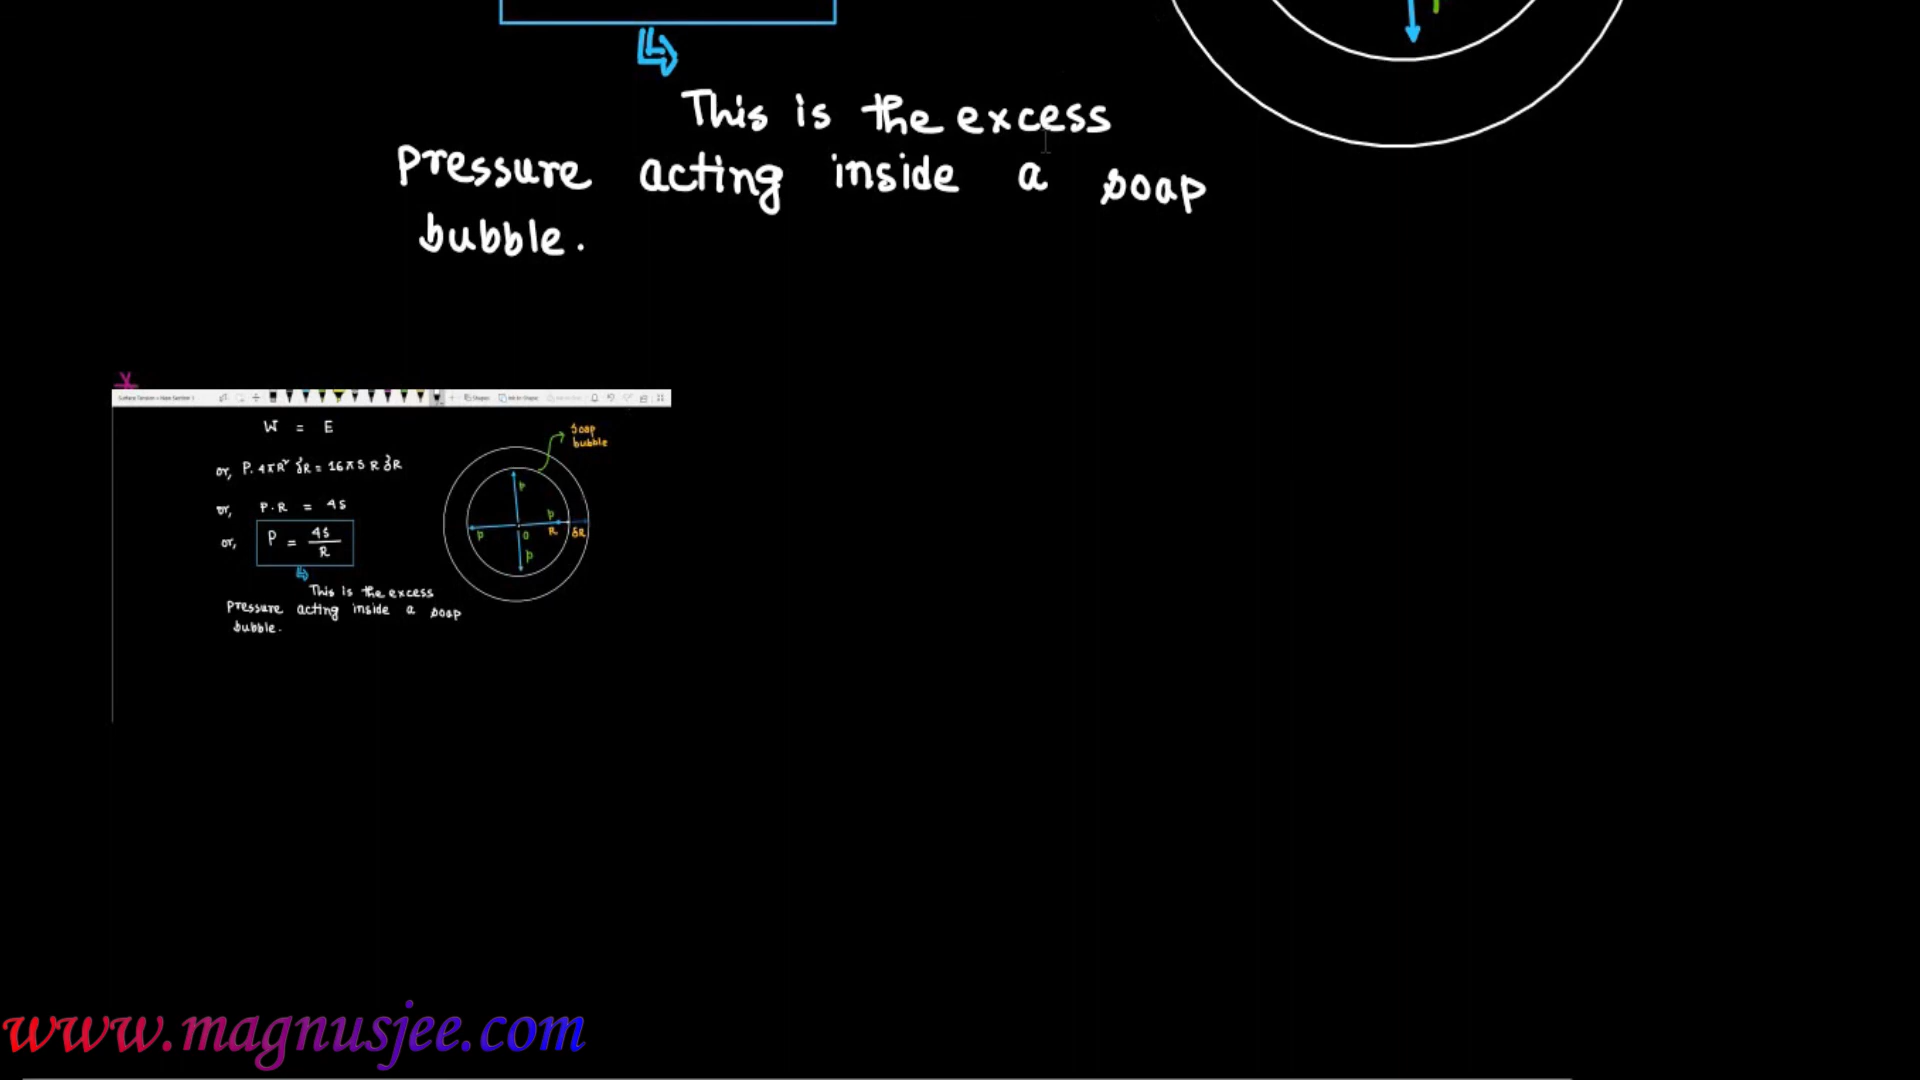 This is the excess
pressure acting inside a soap
bubble.
W = E
or, P. 4πR² δR = 16π S R δR
or, P.R = 4S
or, P = 4S/R
This is the excess
pressure acting inside a soap
bubble.
soap
bubble
P
P
R
δR
P
O
P
www.magnusjee.com